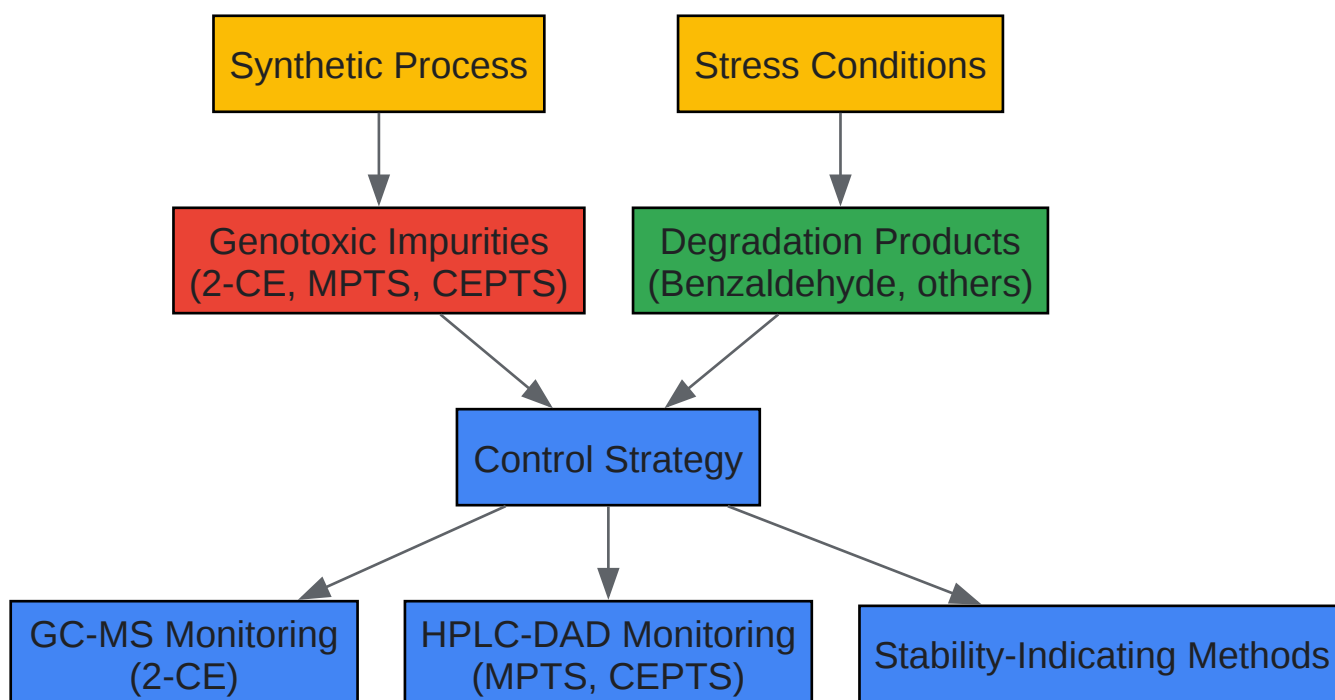 Synthetic Process
Stress Conditions
Genotoxic Impurities
(2-CE, MPTS, CEPTS)
Degradation Products
(Benzaldehyde, others)
Control Strategy
GC-MS Monitoring
(2-CE)
HPLC-DAD Monitoring
(MPTS, CEPTS)
Stability-Indicating Methods